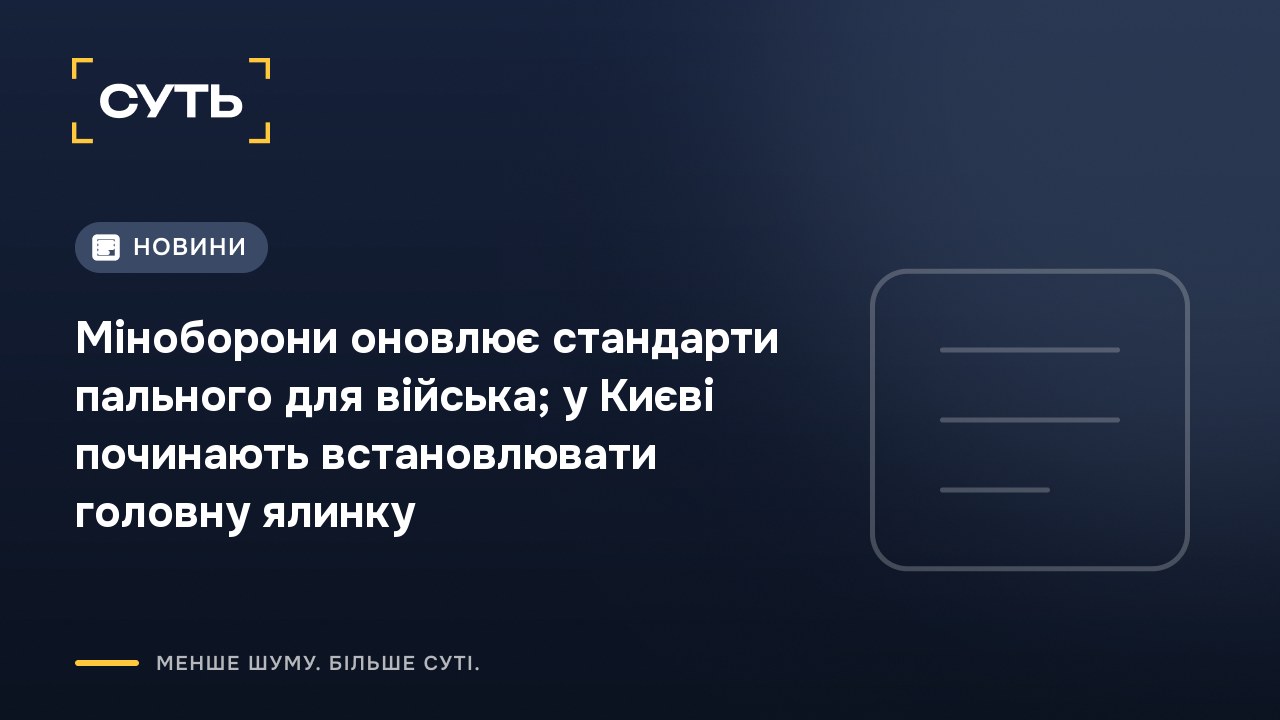 СУТЬ
НОВИНИ
Міноборони оновлює стандарти
пального для війська; у Києві
починають встановлювати
головну ялинку
МЕНШЕ ШУМУ. БІЛЬШЕ СУТІ.